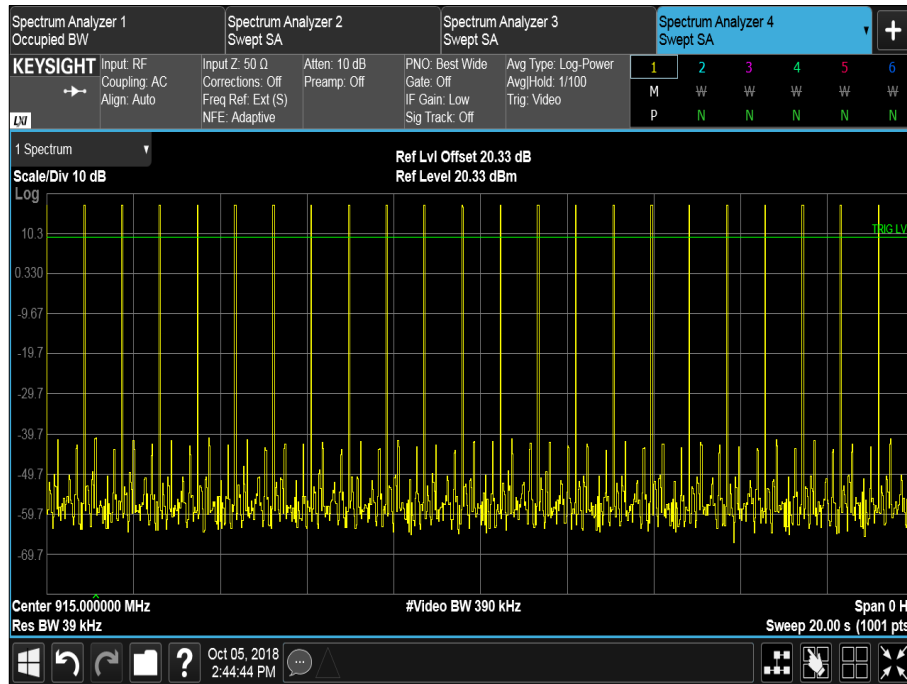 Spectrum Analyzer 1
Occupied BW
Spectrum Analyzer 2
Swept SA
Spectrum Analyzer 3
Swept SA
Spectrum Analyzer 4
Swept SA
KEYSIGHT
LXI
Input: RF
Coupling: AC
Align: Auto
Input Z: 50 Ω
Corrections: Off
Freq Ref: Ext (S)
NFE: Adaptive
Atten: 10 dB
Preamp: Off
PNO: Best Wide
Gate: Off
IF Gain: Low
Sig Track: Off
Avg Type: Log-Power
Avg|Hold: 1/100
Trig: Video
1 2 3 4 5 6
M W W W W W
P N N N N N
1 Spectrum
Scale/Div 10 dB
Ref Lvl Offset 20.33 dB
Ref Level 20.33 dBm
Log
10.3
TRIG LV
0.330
-9.67
-19.7
-29.7
-39.7
-49.7
-59.7
-69.7
Center 915.000000 MHz
#Video BW 390 kHz
Span 0 H
Res BW 39 kHz
Sweep 20.00 s (1001 pts
?
Oct 05, 2018
2:44:44 PM